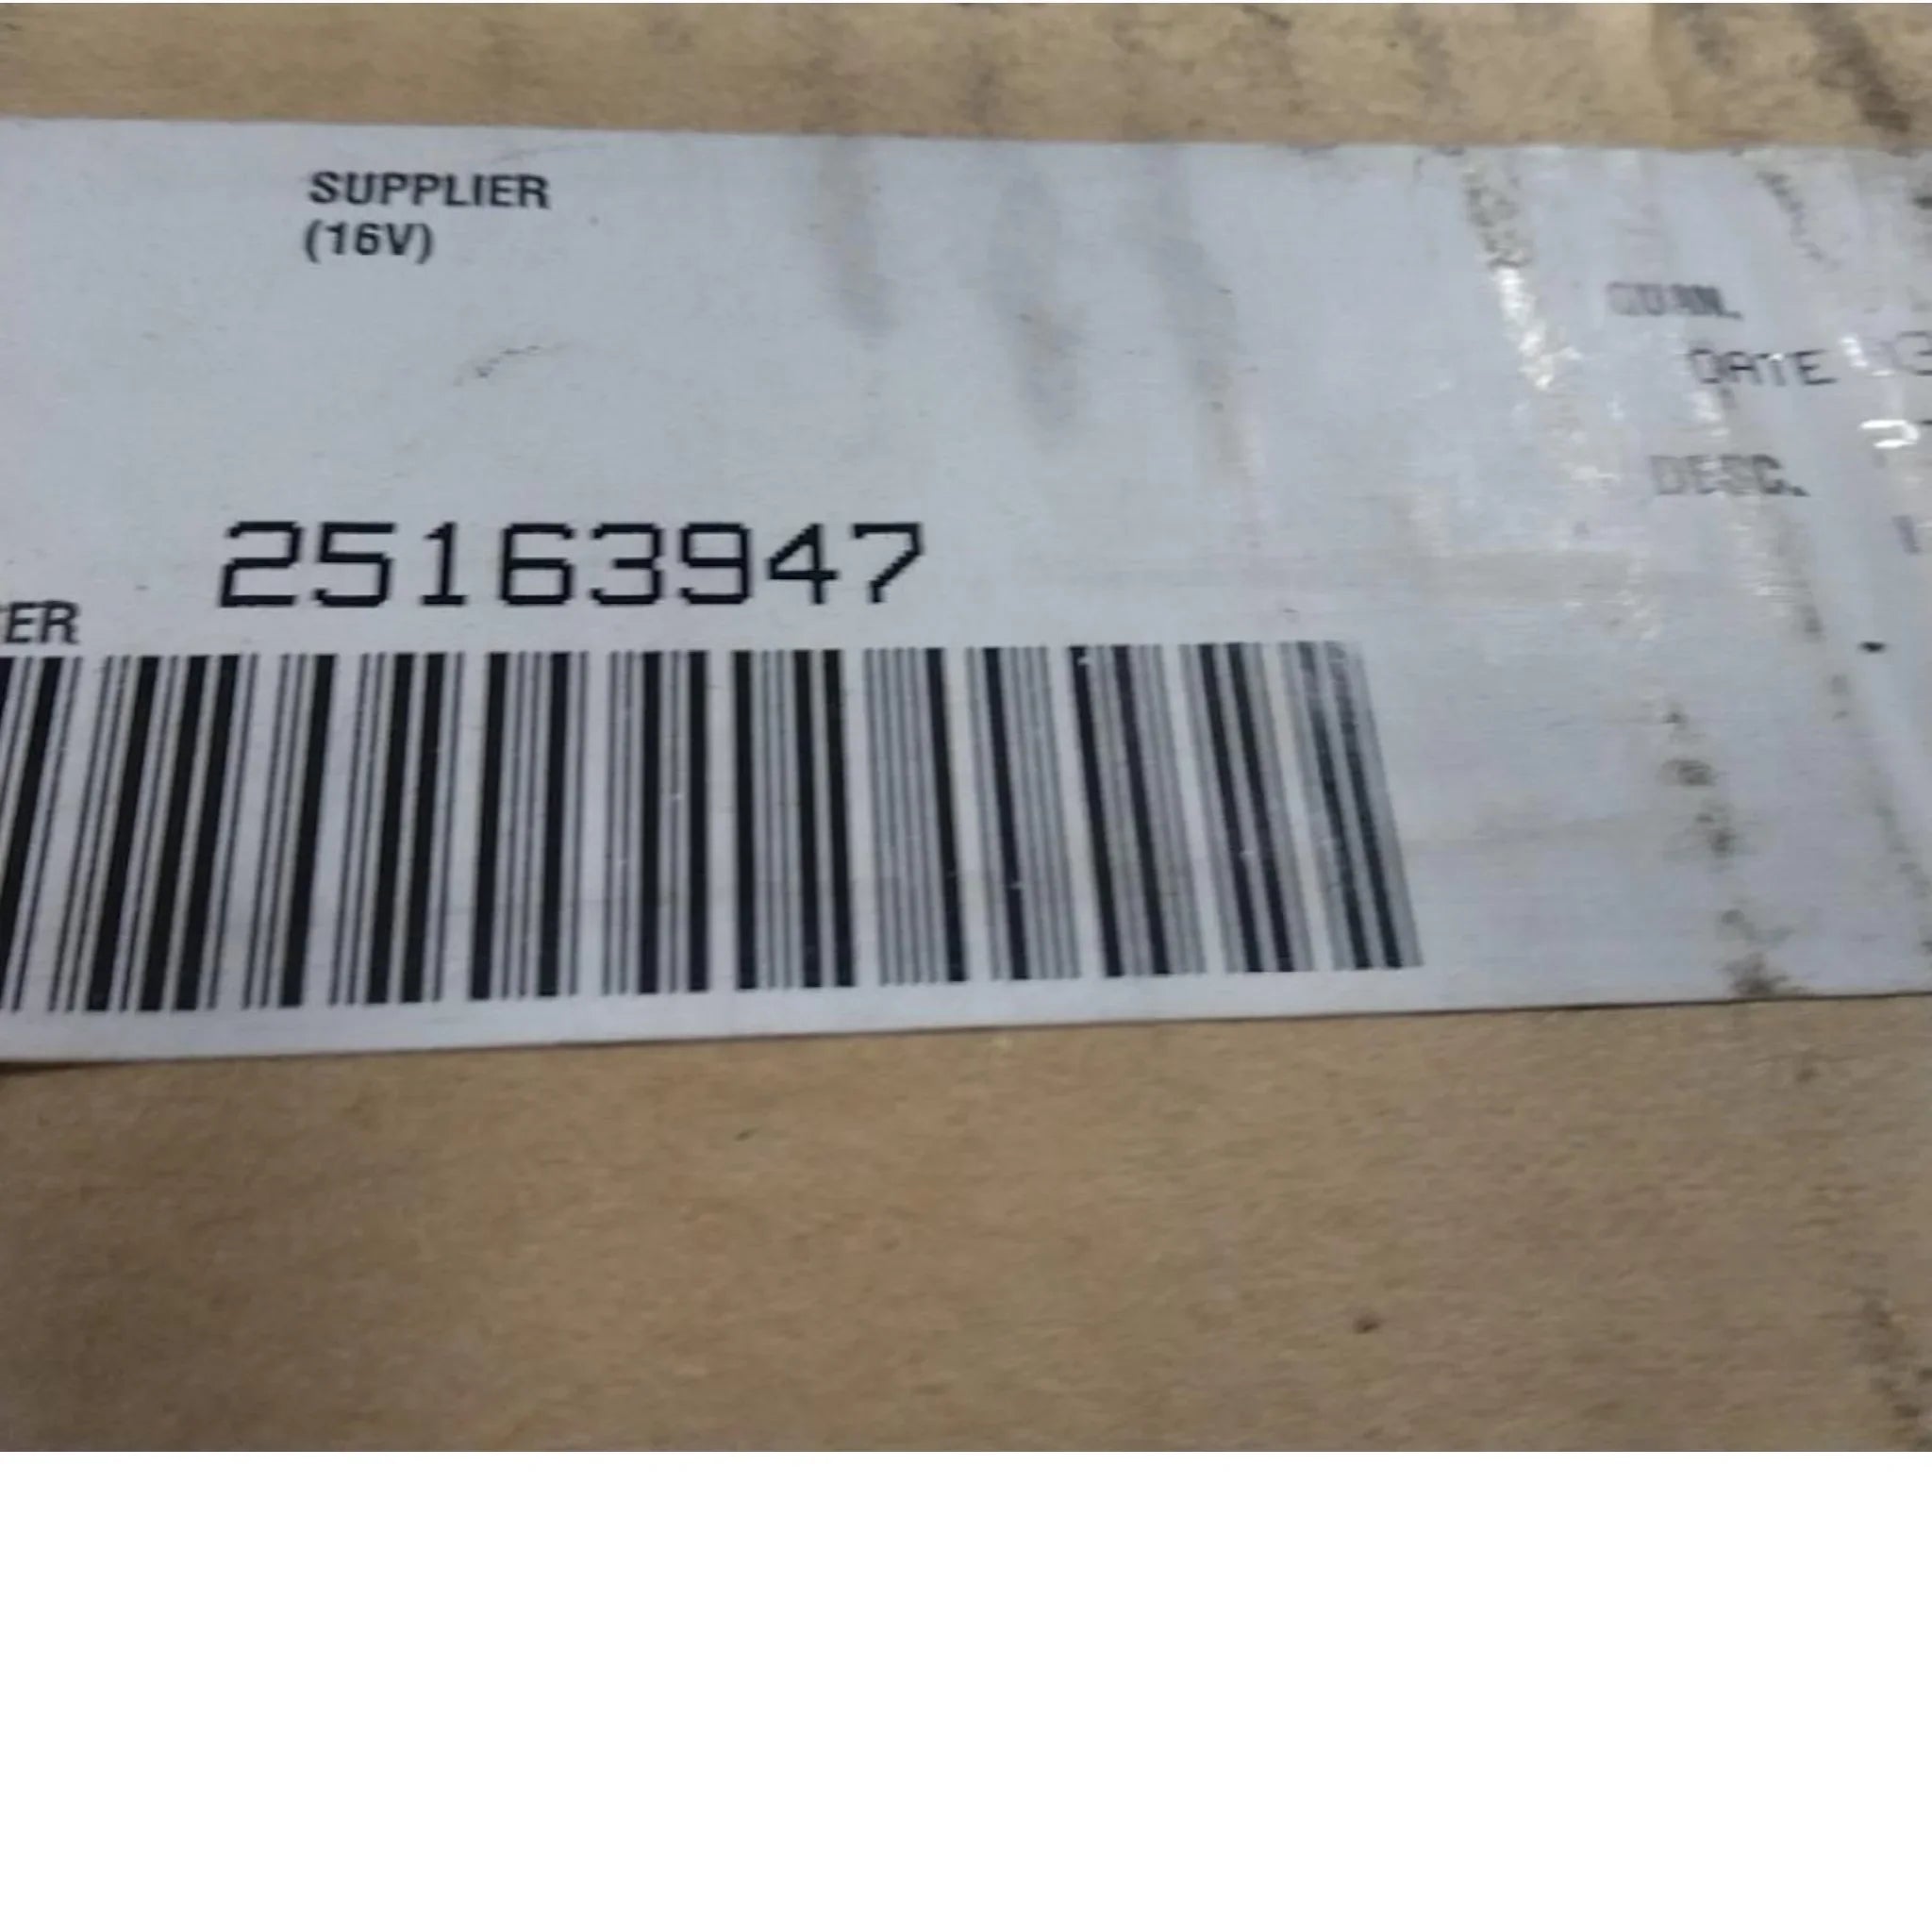 SUPPLIER
(16V)
QUAN.
DATE
DESC.
25163947
ER